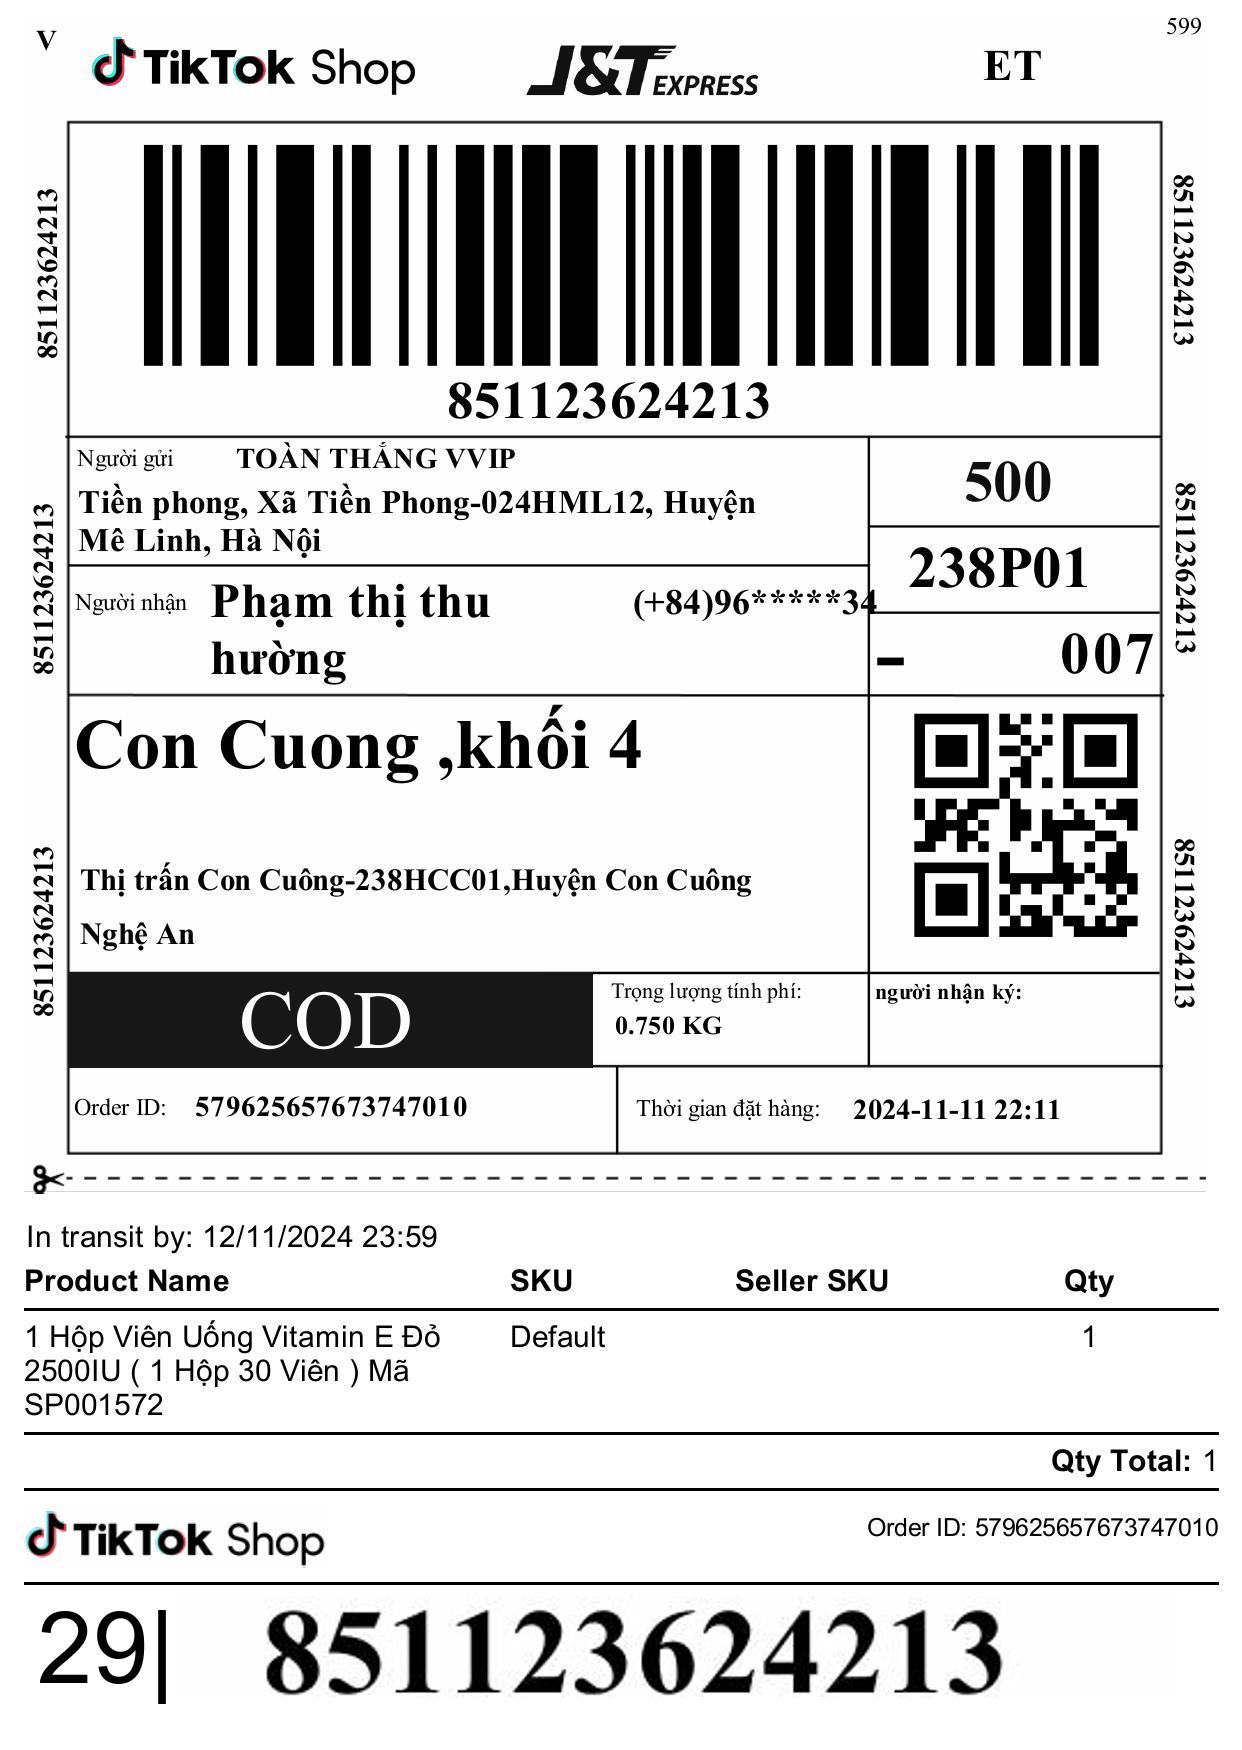 V
TikTok Shop
J&T EXPRESS
ET
599
851123624213
851123624213
851123624213
Người gửi TOÀN THẮNG VVIP
Tiền phong, Xã Tiền Phong-024HML12, Huyện
Mê Linh, Hà Nội
500
238P01
- 007
851123624213
851123624213
Người nhận Phạm thị thu (+84)96*****34
hường
Con Cuong ,khối 4
Thị trấn Con Cuông-238HCC01,Huyện Con Cuông
Nghệ An
851123624213
851123624213
COD
Trọng lượng tính phí:
0.750 KG
người nhận ký:
Order ID: 579625657673747010
Thời gian đặt hàng: 2024-11-11 22:11
In transit by: 12/11/2024 23:59
Product Name SKU Seller SKU Qty
1 Hộp Viên Uống Vitamin E Đỏ Default 1
2500IU ( 1 Hộp 30 Viên ) Mã
SP001572
Qty Total: 1
TikTok Shop
Order ID: 579625657673747010
29| 851123624213